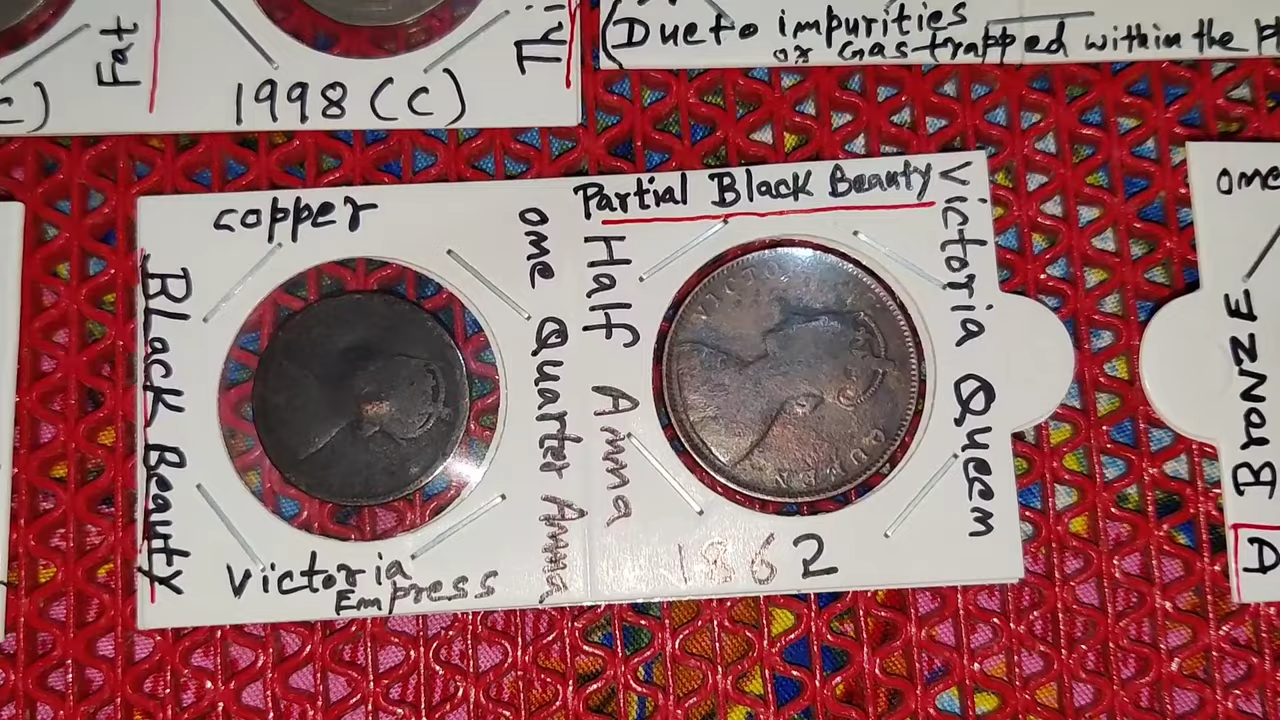 Fat
1998 (C)
(Due to impurities
or Gas trapped within the
copper
Black Beauty
Victoria
Empress
one Quarter Anna
Partial Black Beauty
Half Anna
Victoria Queen
1862
one
BRONZE